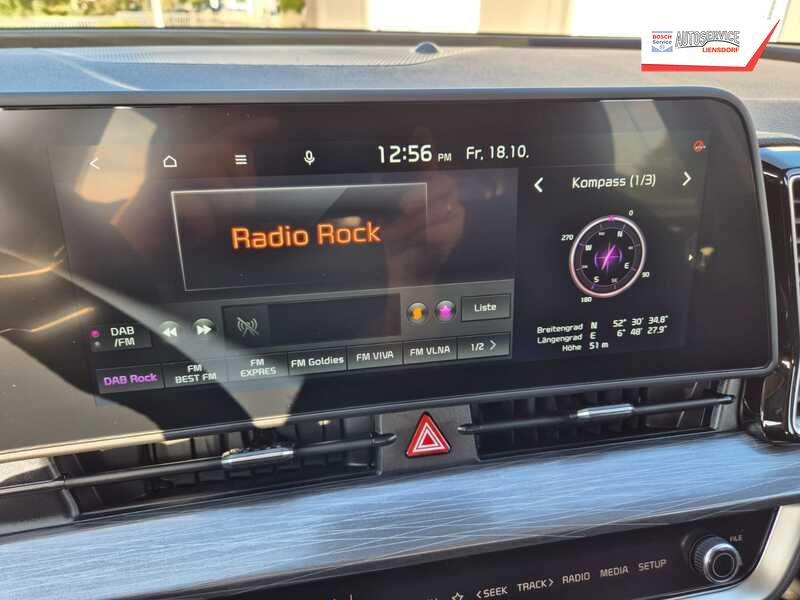 BOSCH
Service
AUTOSERVICE
LIENSDORF
12:56 PM Fr. 18.10.
Kompass (1/3)
Radio Rock
0
270
90
180
N
W
E
S
DAB
/FM
Liste
DAB Rock
FM
BEST FM
FM
EXPRES
FM Goldies
FM VIVA
FM VLNA
1/2
Breitengrad N 52° 30' 34.8"
Längengrad E 6° 48' 27.9"
Höhe 51 m
FILE
SEEK TRACK RADIO MEDIA SETUP